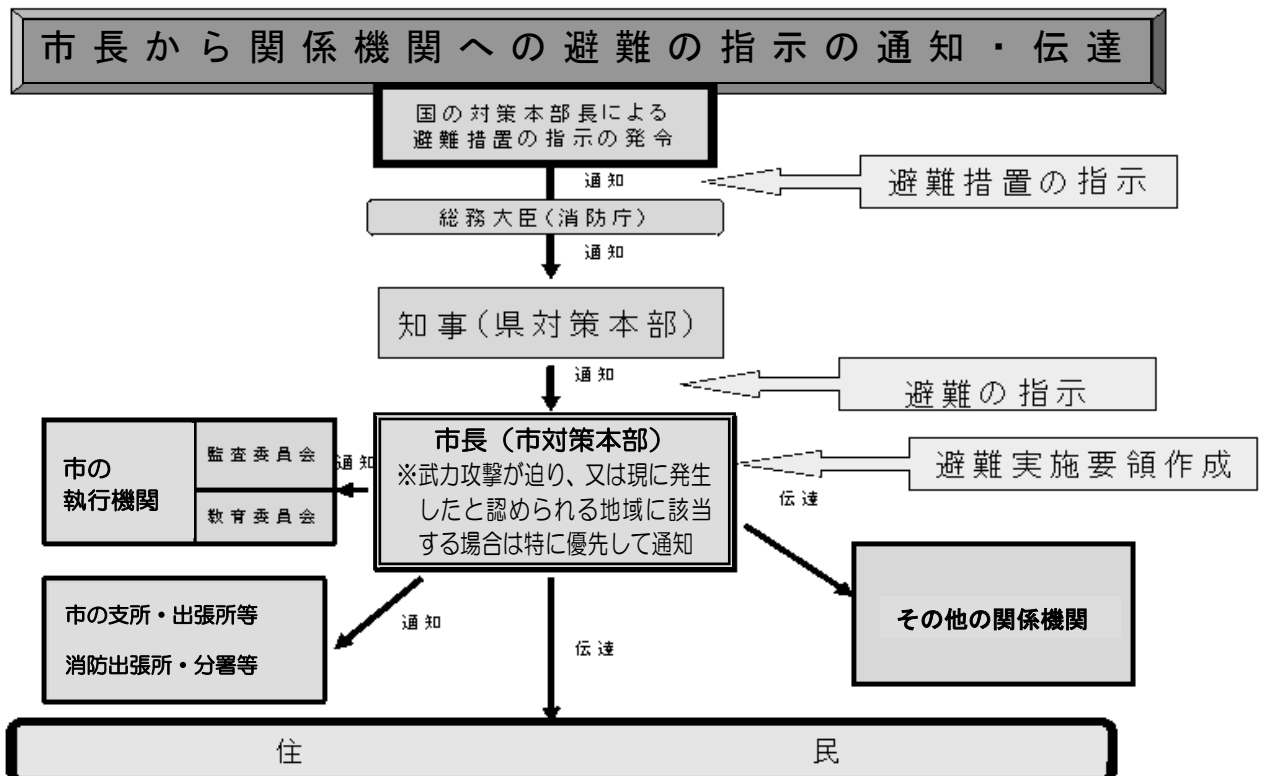 市長から関係機関への避難の指示の通知・伝達
国の対策本部長による
避難措置の指示の発令
通知
避難措置の指示
総務大臣(消防庁)
通知
知事(県対策本部)
通知
避難の指示
市長（市対策本部）
※武力攻撃が迫り、又は現に発生
したと認められる地域に該当
する場合は特に優先して通知
避難実施要領作成
市の
執行機関
監査委員会
教育委員会
通知
伝達
その他の関係機関
市の支所・出張所等
消防出張所・分署等
通知
伝達
住民